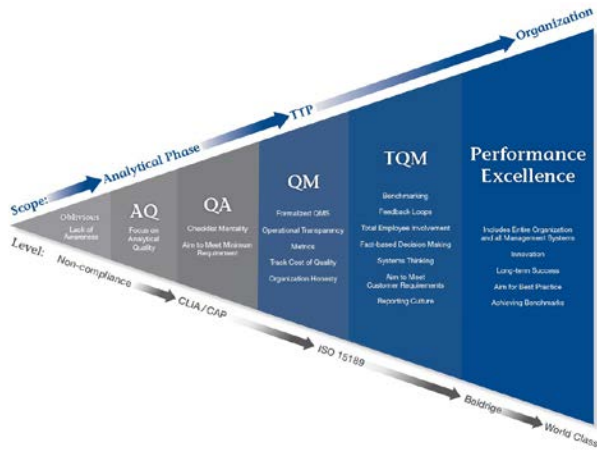 Scope:
Analytical Phase
TTP
Organization
Oblivious
Lack of
Awareness
AQ
Focus on
Analytical
Quality
QA
Checklist Mentality
Aim to Meet Minimum
Requirement
QM
Formalized QMS
Operational Transparency
Metrics
Track Cost of Quality
Organization Honesty
TQM
Benchmarking
Feedback Loops
Total Employee Involvement
Fact-based Decision Making
Systems Thinking
Aim to Meet
Customer Requirements
Reporting Culture
Performance
Excellence
Includes Entire Organization
and all Management Systems
Innovation
Long-term Success
Aim for Best Practice
Achieving Benchmarks
Level:
Non-compliance
CLIA/CAP
ISO 15189
Baldrige
World Class